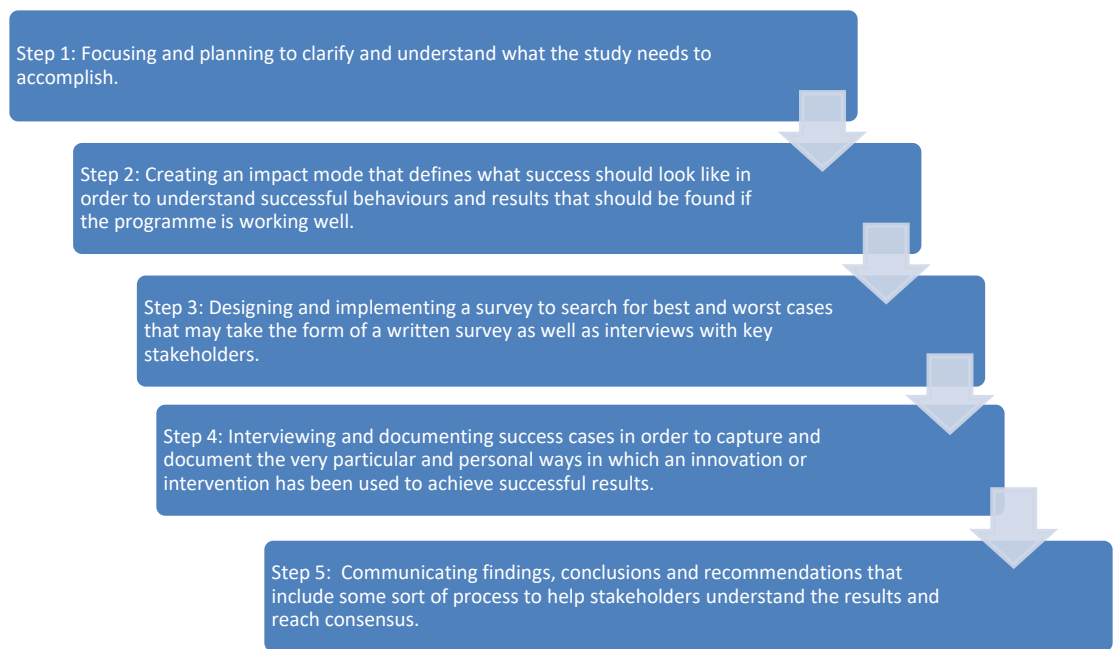 Step 1: Focusing and planning to clarify and understand what the study needs to
accomplish.
Step 2: Creating an impact mode that defines what success should look like in
order to understand successful behaviours and results that should be found if
the programme is working well.
Step 3: Designing and implementing a survey to search for best and worst cases
that may take the form of a written survey as well as interviews with key
stakeholders.
Step 4: Interviewing and documenting success cases in order to capture and
document the very particular and personal ways in which an innovation or
intervention has been used to achieve successful results.
Step 5:  Communicating findings, conclusions and recommendations that
include some sort of process to help stakeholders understand the results and
reach consensus.